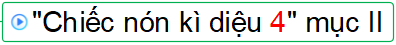 "Chiếc nón kì diệu 4" mục II